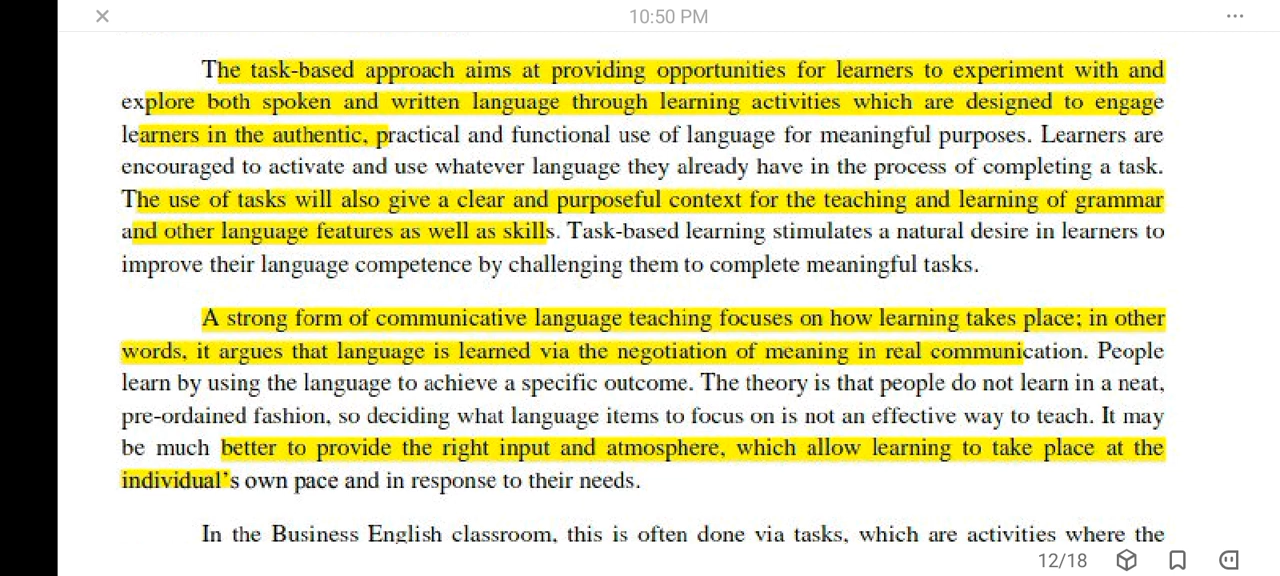 10:50 PM
The task-based approach aims at providing opportunities for learners to experiment with and
explore both spoken and written language through learning activities which are designed to engage
learners in the authentic, practical and functional use of language for meaningful purposes. Learners are
encouraged to activate and use whatever language they already have in the process of completing a task.
The use of tasks will also give a clear and purposeful context for the teaching and learning of grammar
and other language features as well as skills. Task-based learning stimulates a natural desire in learners to
improve their language competence by challenging them to complete meaningful tasks.
A strong form of communicative language teaching focuses on how learning takes place; in other
words, it argues that language is learned via the negotiation of meaning in real communication. People
learn by using the language to achieve a specific outcome. The theory is that people do not learn in a neat,
pre-ordained fashion, so deciding what language items to focus on is not an effective way to teach. It may
be much better to provide the right input and atmosphere, which allow learning to take place at the
individual's own pace and in response to their needs.
In the Business English classroom, this is often done via tasks, which are activities where the
12/18